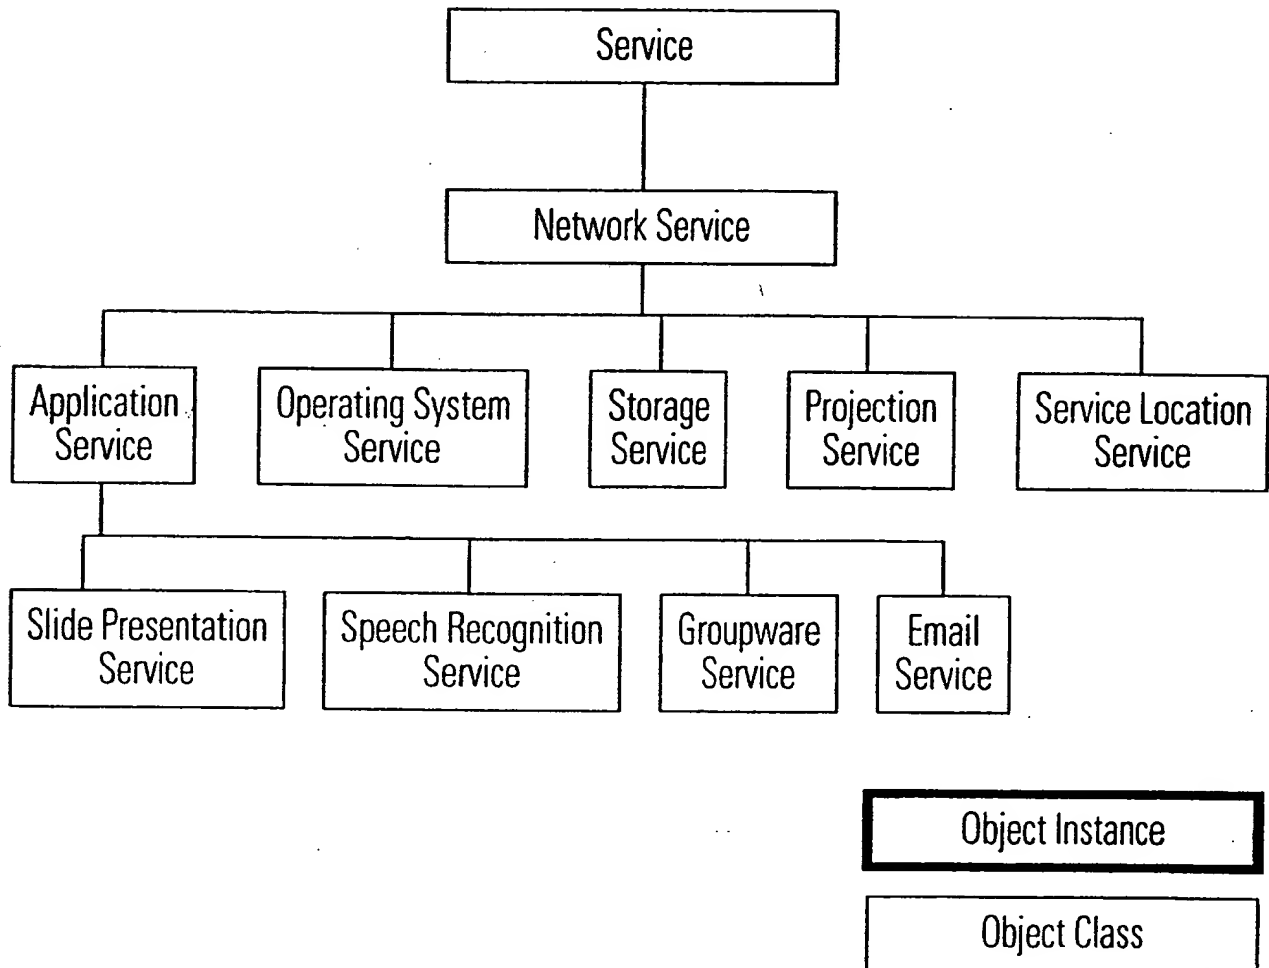 Service
Network Service
Application
Service
Operating System
Service
Storage
Service
Projection
Service
Service Location
Service
Slide Presentation
Service
Speech Recognition
Service
Groupware
Service
Email
Service
Object Instance
Object Class